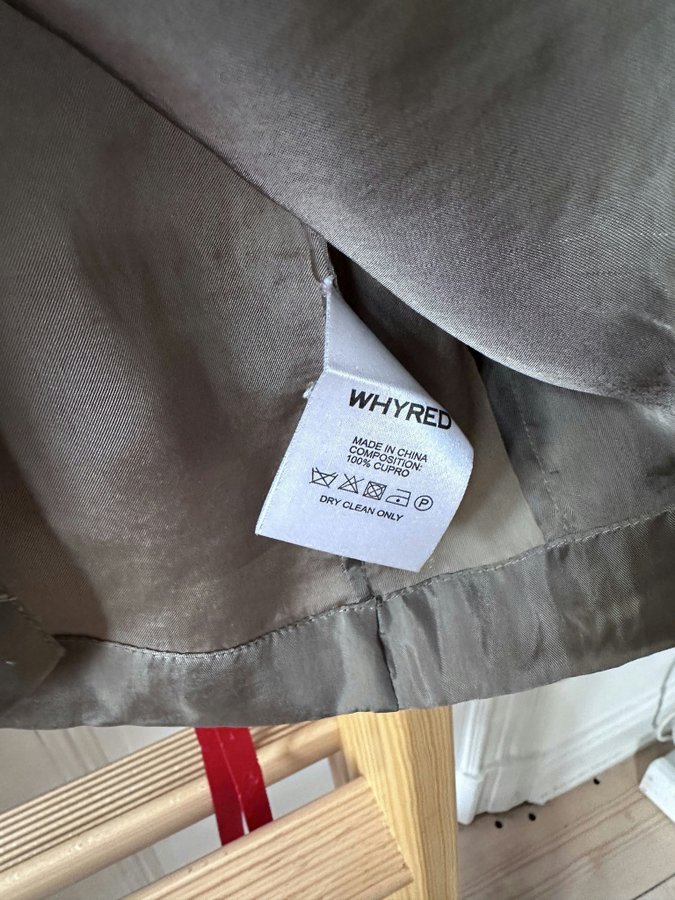 WHYRED
MADE IN CHINA
COMPOSITION:
100% CUPRO
P
DRY CLEAN ONLY